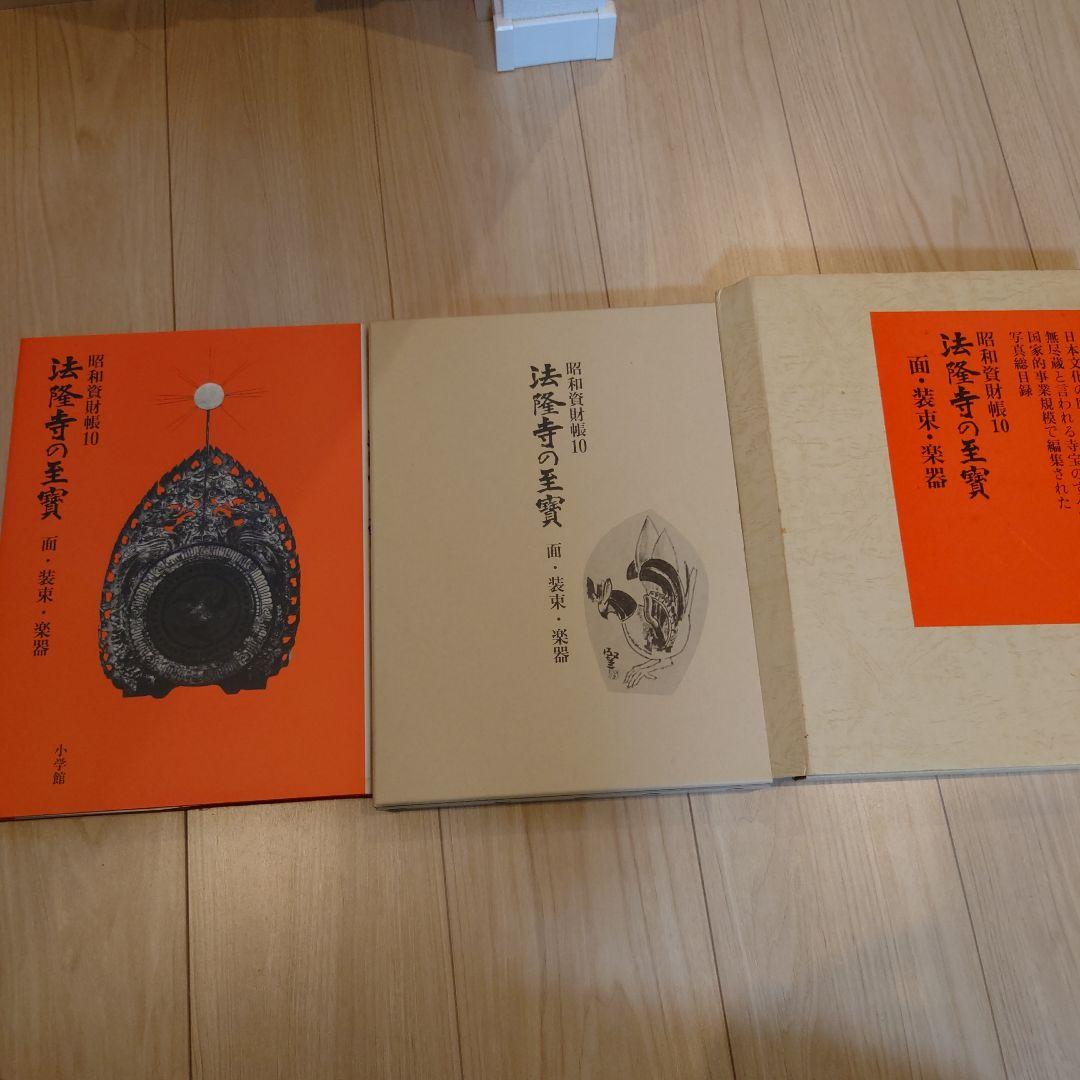 昭和資財帳10
法隆寺の至寳
面・装束・楽器
小学館
昭和資財帳10
法隆寺の至寳
面・装束・楽器
日本文化の
無尽蔵と言われる寺宝のす
国家的事業規模で編集された
写真総目録
昭和資財帳10
法隆寺の至寳
面・装束・楽器